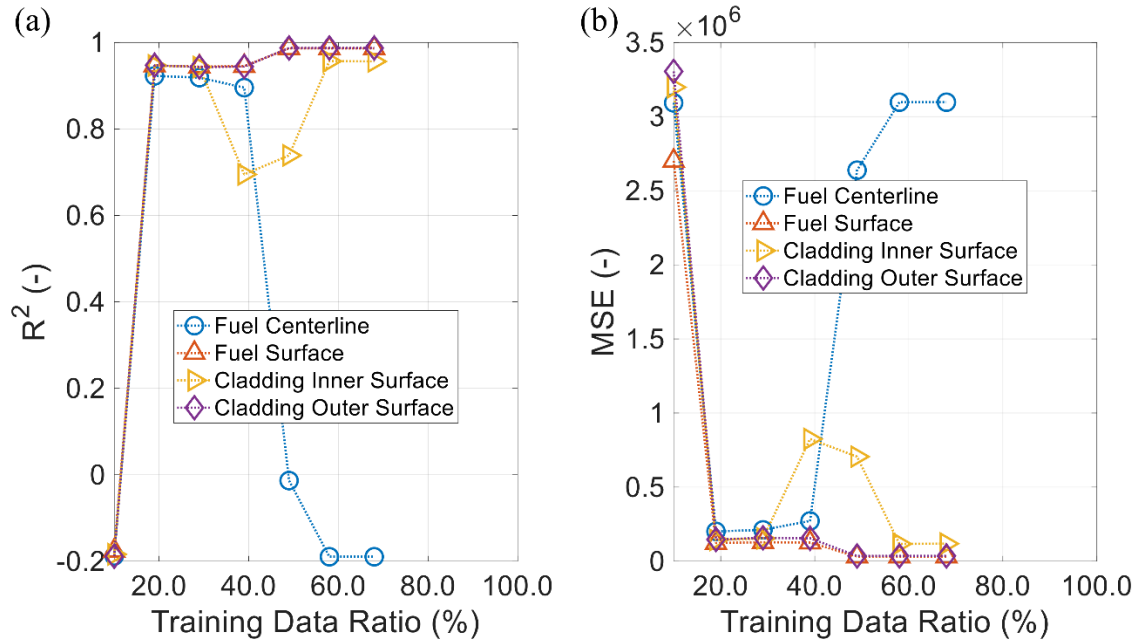 (a)
1
0.8
0.6
0.4
0.2
0
-0.2
R² (-)
Fuel Centerline
Fuel Surface
Cladding Inner Surface
Cladding Outer Surface
20.0 40.0 60.0 80.0 100.0
Training Data Ratio (%)
(b)
×10⁶
3.5
3
2.5
2
1.5
1
0.5
0
MSE (-)
Fuel Centerline
Fuel Surface
Cladding Inner Surface
Cladding Outer Surface
20.0 40.0 60.0 80.0 100.0
Training Data Ratio (%)